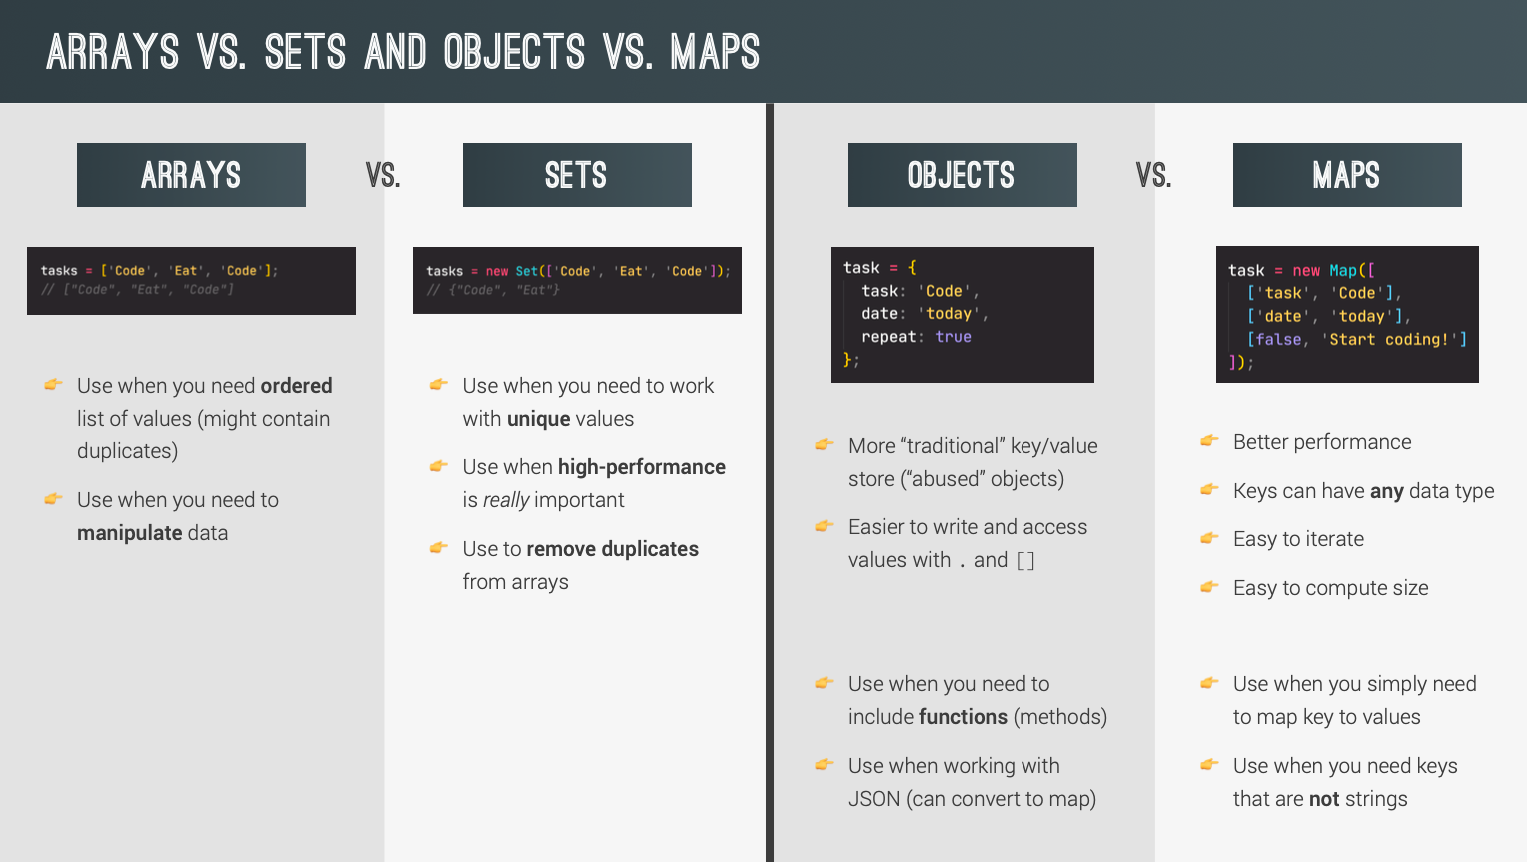 ARRAYS VS. SETS AND OBJECTS VS. MAPS
ARRAYS
VS.
SETS
tasks = ['Code', 'Eat', 'Code'];
// ["Code", "Eat", "Code"]
tasks = new Set(['Code', 'Eat', 'Code']);
// {"Code", "Eat"}
Use when you need ordered
list of values (might contain
duplicates)
Use when you need to
manipulate data
Use when you need to work
with unique values
Use when high-performance
is really important
Use to remove duplicates
from arrays
OBJECTS
VS.
MAPS
task = {
task: 'Code',
date: 'today',
repeat: true
};
task = new Map([
['task', 'Code'],
['date', 'today'],
[false, 'Start coding!']
]);
More “traditional” key/value
store (“abused” objects)
Easier to write and access
values with . and []
Use when you need to
include functions (methods)
Use when working with
JSON (can convert to map)
Better performance
Keys can have any data type
Easy to iterate
Easy to compute size
Use when you simply need
to map key to values
Use when you need keys
that are not strings